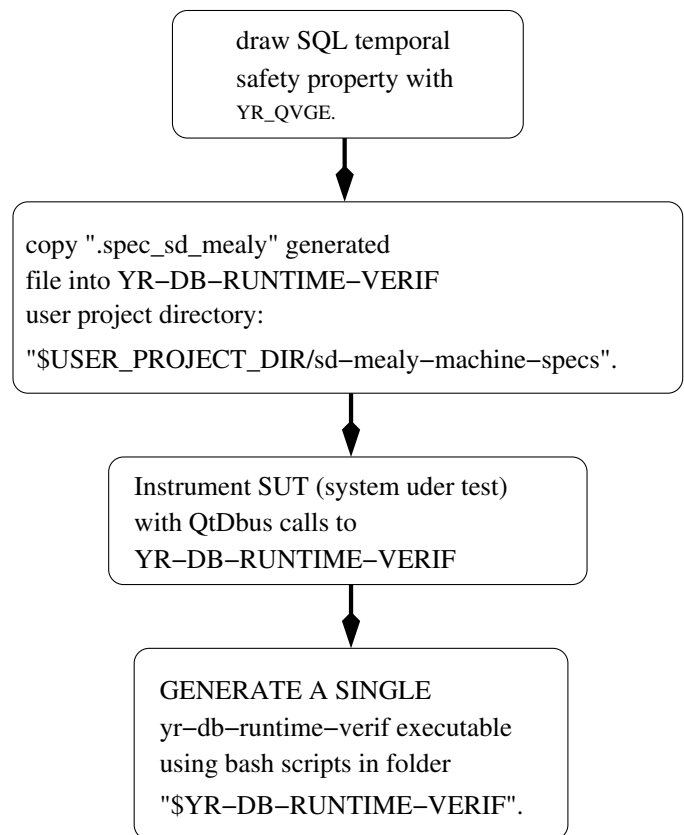 draw SQL temporal
safety property with
YR_QVGE.
copy ".spec_sd_mealy" generated
file into YR−DB−RUNTIME−VERIF
user project directory:
"$USER_PROJECT_DIR/sd−mealy−machine−specs".
Instrument SUT (system uder test)
with QtDbus calls to
YR−DB−RUNTIME−VERIF
GENERATE A SINGLE
yr−db−runtime−verif executable
using bash scripts in folder
"$YR−DB−RUNTIME−VERIF".